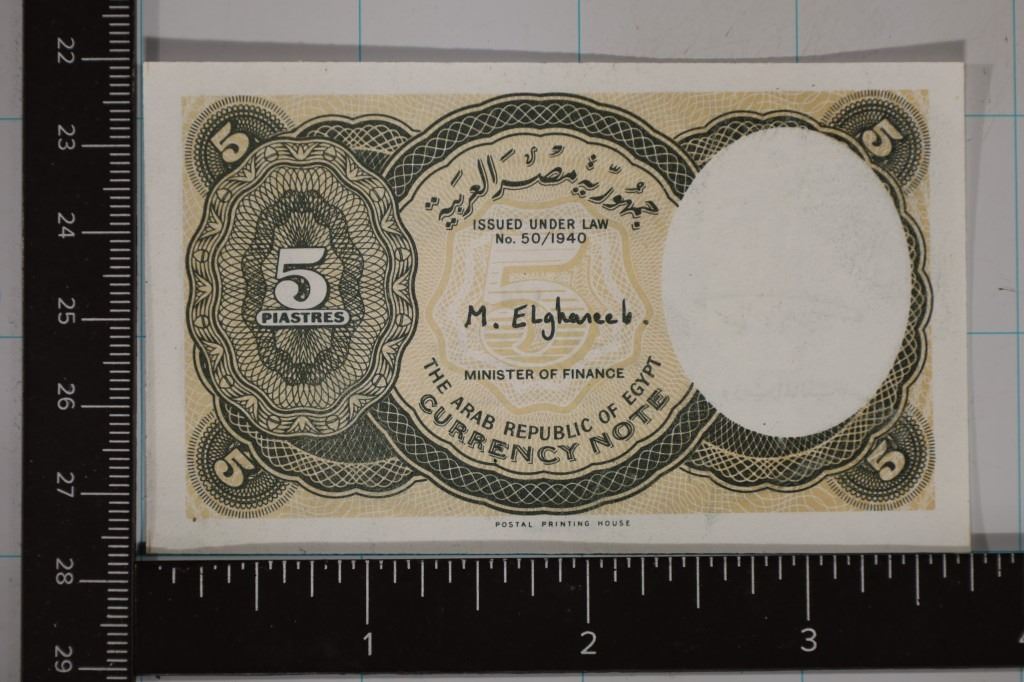 22
23
24
25
26
27
28
29
5
5
جمهورية مصر العربية
ISSUED UNDER LAW
No. 50/1940
5
PIASTRES
5
M. ELghareeb.
MINISTER OF FINANCE
THE ARAB REPUBLIC OF EGYPT
CURRENCY NOTE
5
5
POSTAL PRINTING HOUSE
1
2
3
4